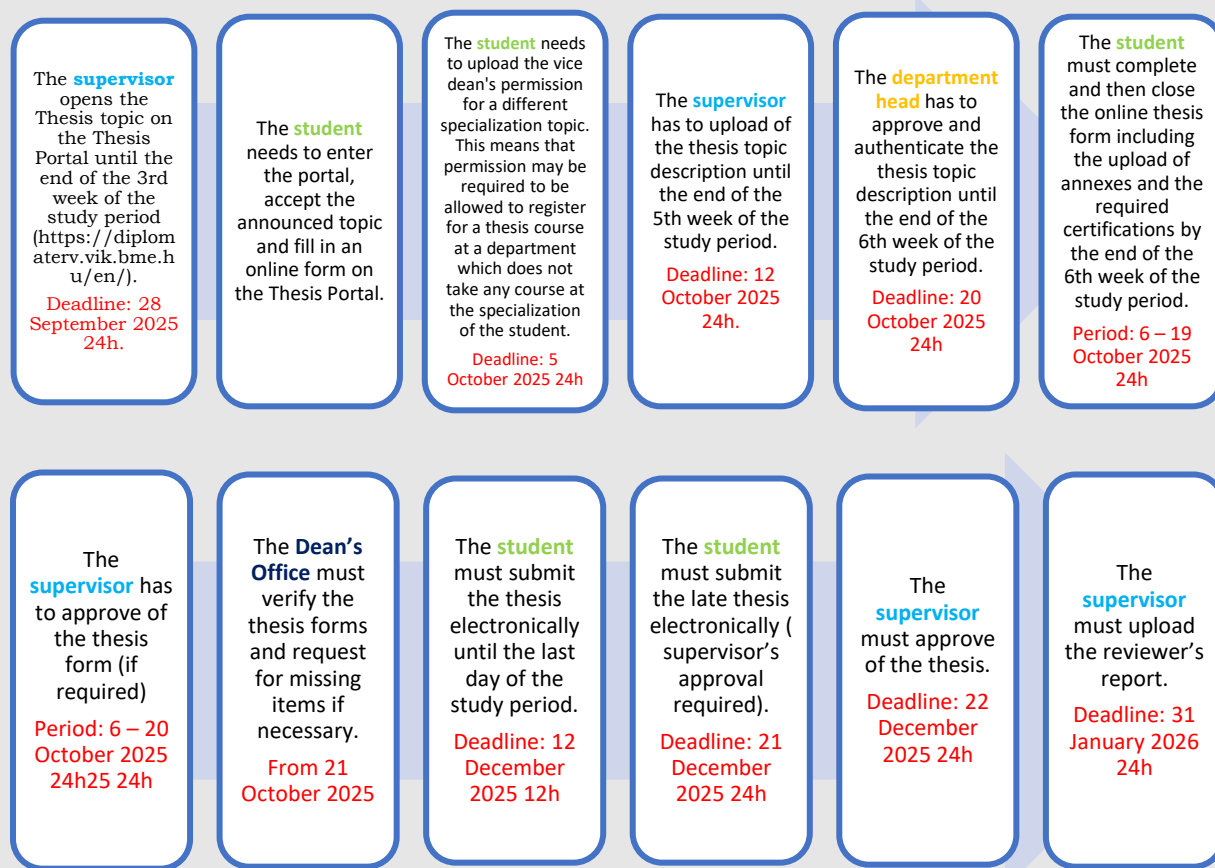 The supervisor
opens the
Thesis topic on
the Thesis
Portal until the
end of the 3rd
week of the
study period
(https://diplom
aterv.vik.bme.h
u/en/).
Deadline: 28
September 2025
24h.
The student
needs to enter
the portal,
accept the
announced topic
and fill in an
online form on
the Thesis Portal.
The student needs
to upload the vice
dean's permission
for a different
specialization topic.
This means that
permission may be
required to be
allowed to register
for a thesis course
at a department
which does not
take any course at
the specialization
of the student.
Deadline: 5
October 2025 24h
The supervisor
has to upload of
the thesis topic
description until
the end of the
5th week of the
study period.
Deadline: 12
October 2025
24h.
The department
head has to
approve and
authenticate the
thesis topic
description until
the end of the
6th week of the
study period.
Deadline: 20
October 2025
24h
The student
must complete
and then close
the online thesis
form including
the upload of
annexes and the
required
certifications by
the end of the
6th week of the
study period.
Period: 6 – 19
October 2025
24h
The
supervisor has
to approve of
the thesis
form (if
required)
Period: 6 – 20
October 2025
24h25 24h
The Dean's
Office must
verify the
thesis forms
and request
for missing
items if
necessary.
From 21
October 2025
The student
must submit
the thesis
electronically
until the last
day of the
study period.
Deadline: 12
December
2025 12h
The student
must submit
the late thesis
electronically (
supervisor's
approval
required).
Deadline: 21
December
2025 24h
The
supervisor
must approve
of the thesis.
Deadline: 22
December
2025 24h
The
supervisor
must upload
the reviewer's
report.
Deadline: 31
January 2026
24h